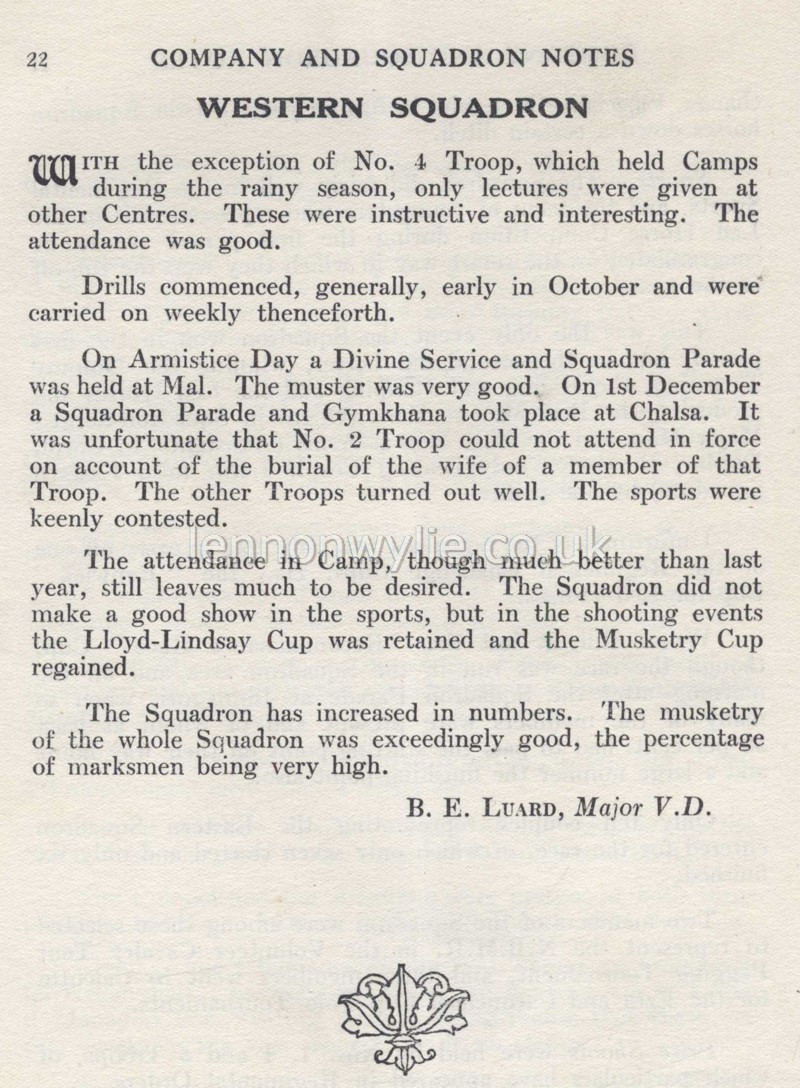 22 COMPANY AND SQUADRON NOTES
WESTERN SQUADRON
WITH the exception of No. 4 Troop, which held Camps
during the rainy season, only lectures were given at
other Centres. These were instructive and interesting. The
attendance was good.
Drills commenced, generally, early in October and were
carried on weekly thenceforth.
On Armistice Day a Divine Service and Squadron Parade
was held at Mal. The muster was very good. On 1st December
a Squadron Parade and Gymkhana took place at Chalsa. It
was unfortunate that No. 2 Troop could not attend in force
on account of the burial of the wife of a member of that
Troop. The other Troops turned out well. The sports were
keenly contested.
lennonwylie.co.uk
The attendance in Camp, though much better than last
year, still leaves much to be desired. The Squadron did not
make a good show in the sports, but in the shooting events
the Lloyd-Lindsay Cup was retained and the Musketry Cup
regained.
The Squadron has increased in numbers. The musketry
of the whole Squadron was exceedingly good, the percentage
of marksmen being very high.
B. E. LUARD, Major V.D.